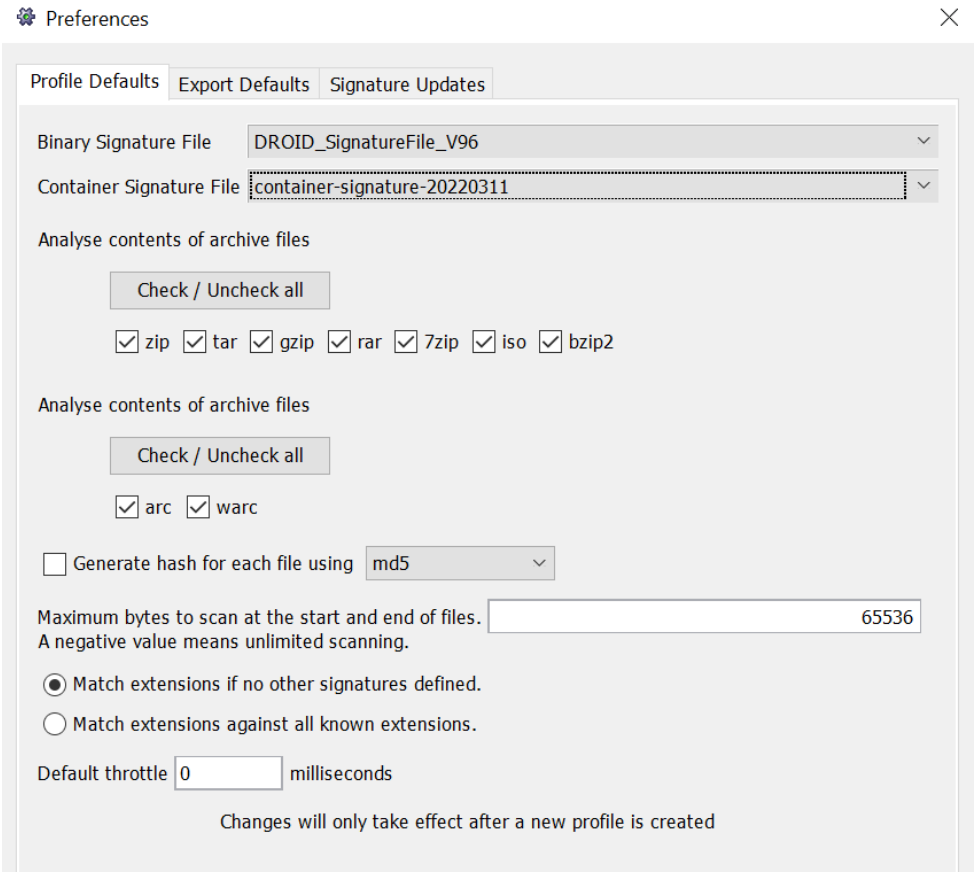 Preferences
Profile Defaults Export Defaults Signature Updates
Binary Signature File DROID_SignatureFile_V96
Container Signature File container-signature-20220311
Analyse contents of archive files
Check / Uncheck all
zip tar gzip rar 7zip iso bzip2
Analyse contents of archive files
Check / Uncheck all
arc warc
Generate hash for each file using md5
Maximum bytes to scan at the start and end of files. 65536
A negative value means unlimited scanning.
Match extensions if no other signatures defined.
Match extensions against all known extensions.
Default throttle 0 milliseconds
Changes will only take effect after a new profile is created